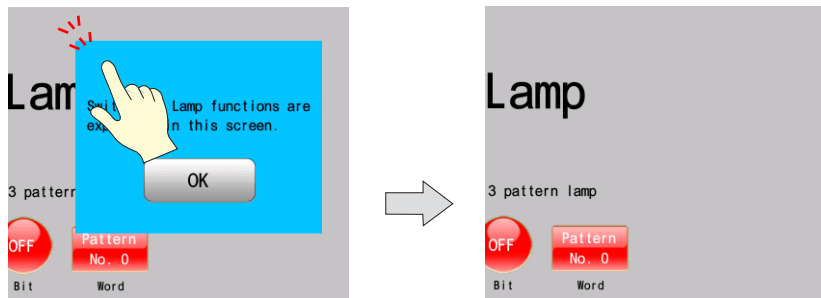 Lam
Swit Lamp functions are
exp in this screen.
OK
3 pattern
OFF
Pattern
No. 0
Bit
Word
Lamp
3 pattern lamp
OFF
Pattern
No. 0
Bit
Word